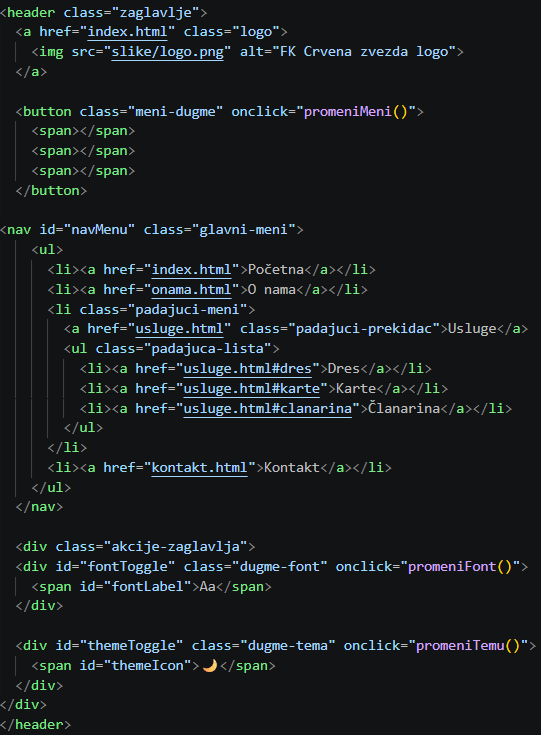 <header class="zaglavlje">
  <a href="index.html" class="logo">
    <img src="slike/logo.png" alt="FK Crvena zvezda logo">
  </a>

  <button class="meni-dugme" onclick="promeniMeni()">
    <span></span>
    <span></span>
    <span></span>
  </button>

<nav id="navMenu" class="glavni-meni">
    <ul>
      <li><a href="index.html">Početna</a></li>
      <li><a href="onama.html">O nama</a></li>
      <li class="padajuci-meni">
        <a href="usluge.html" class="padajuci-prekidac">Usluge</a>
        <ul class="padajuca-lista">
          <li><a href="usluge.html#dres">Dres</a></li>
          <li><a href="usluge.html#karte">Karte</a></li>
          <li><a href="usluge.html#clanarina">Članarina</a></li>
        </ul>
      </li>
      <li><a href="kontakt.html">Kontakt</a></li>
    </ul>
  </nav>

  <div class="akcije-zaglavlja">
  <div id="fontToggle" class="dugme-font" onclick="promeniFont()">
    <span id="fontLabel">Aa</span>
  </div>

  <div id="themeToggle" class="dugme-tema" onclick="promeniTemu()">
    <span id="themeIcon">🌙</span>
  </div>
</div>
</header>